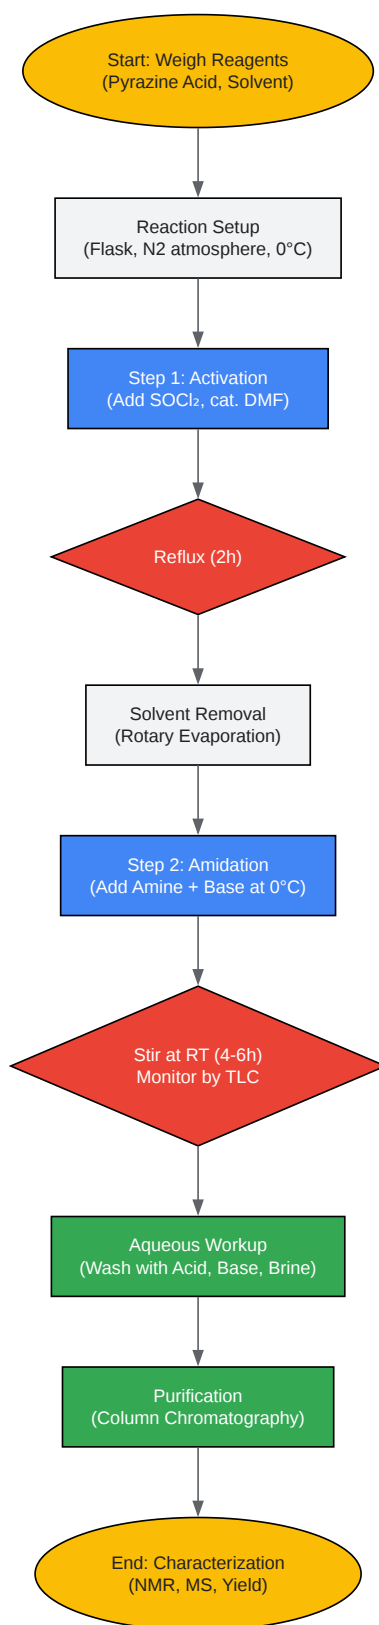 Start: Weigh Reagents
(Pyrazine Acid, Solvent)
Reaction Setup
(Flask, N2 atmosphere, 0°C)
Step 1: Activation
(Add SOCl₂, cat. DMF)
Reflux (2h)
Solvent Removal
(Rotary Evaporation)
Step 2: Amidation
(Add Amine + Base at 0°C)
Stir at RT (4-6h)
Monitor by TLC
Aqueous Workup
(Wash with Acid, Base, Brine)
Purification
(Column Chromatography)
End: Characterization
(NMR, MS, Yield)